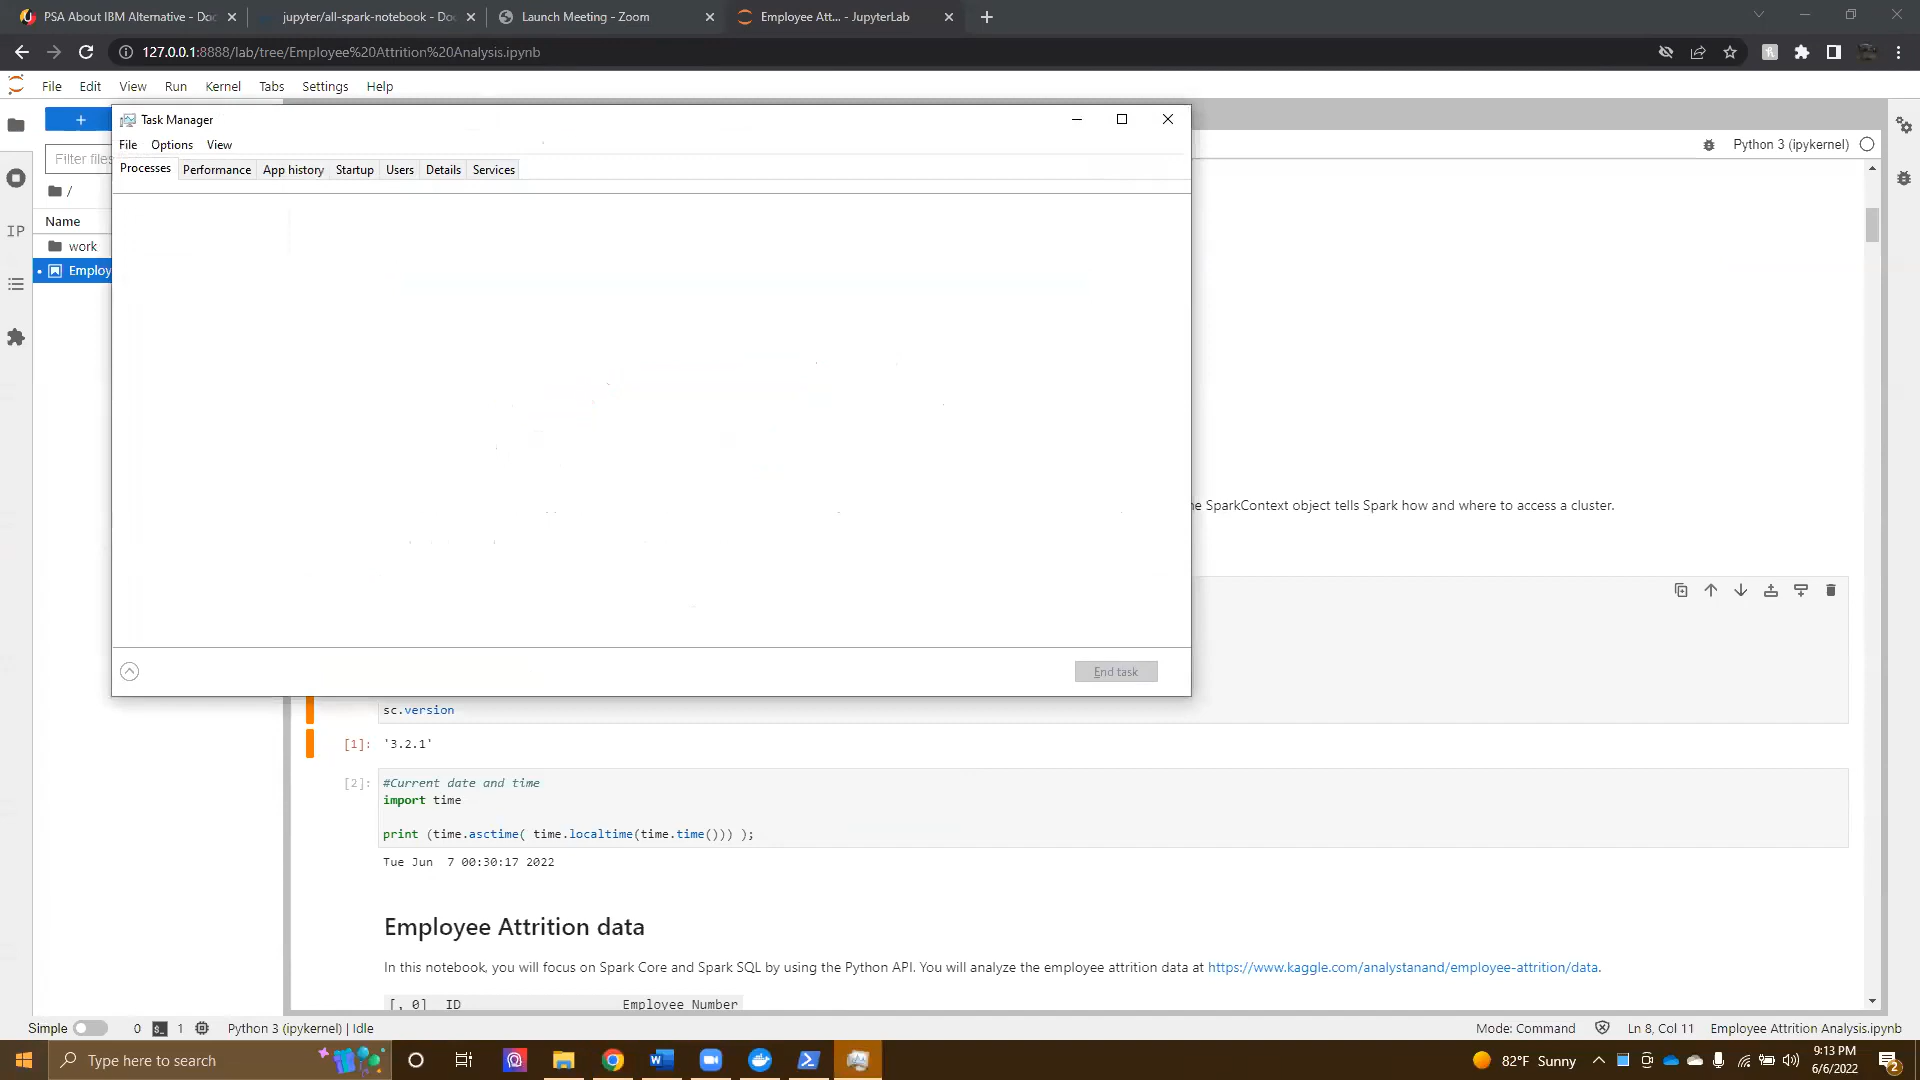 PSA About IBM Alternative - Doc
jupyter/all-spark-notebook - Do
Launch Meeting - Zoom
Employee Att... - JupyterLab
127.0.0.1:8888/lab/tree/Employee%20Attrition%20Analysis.ipynb
File Edit View Run Kernel Tabs Settings Help
Task Manager
File Options View
Python 3 (ipykernel)
Filter files
Processes Performance App history Startup Users Details Services
/
Name
IP
work
Employ
he SparkContext object tells Spark how and where to access a cluster.
End task
sc.version
[1]: '3.2.1'
[2]: #Current date and time
import time
print (time.asctime( time.localtime(time.time())) );
Tue Jun  7 00:30:17 2022
Employee Attrition data
In this notebook, you will focus on Spark Core and Spark SQL by using the Python API. You will analyze the employee attrition data at https://www.kaggle.com/analystanand/employee-attrition/data.
[, 0] ID Employee Number
Simple 0 1 Python 3 (ipykernel) | Idle Mode: Command Ln 8, Col 11 Employee Attrition Analysis.ipynb
Type here to search
82°F Sunny
9:13 PM
6/6/2022
2